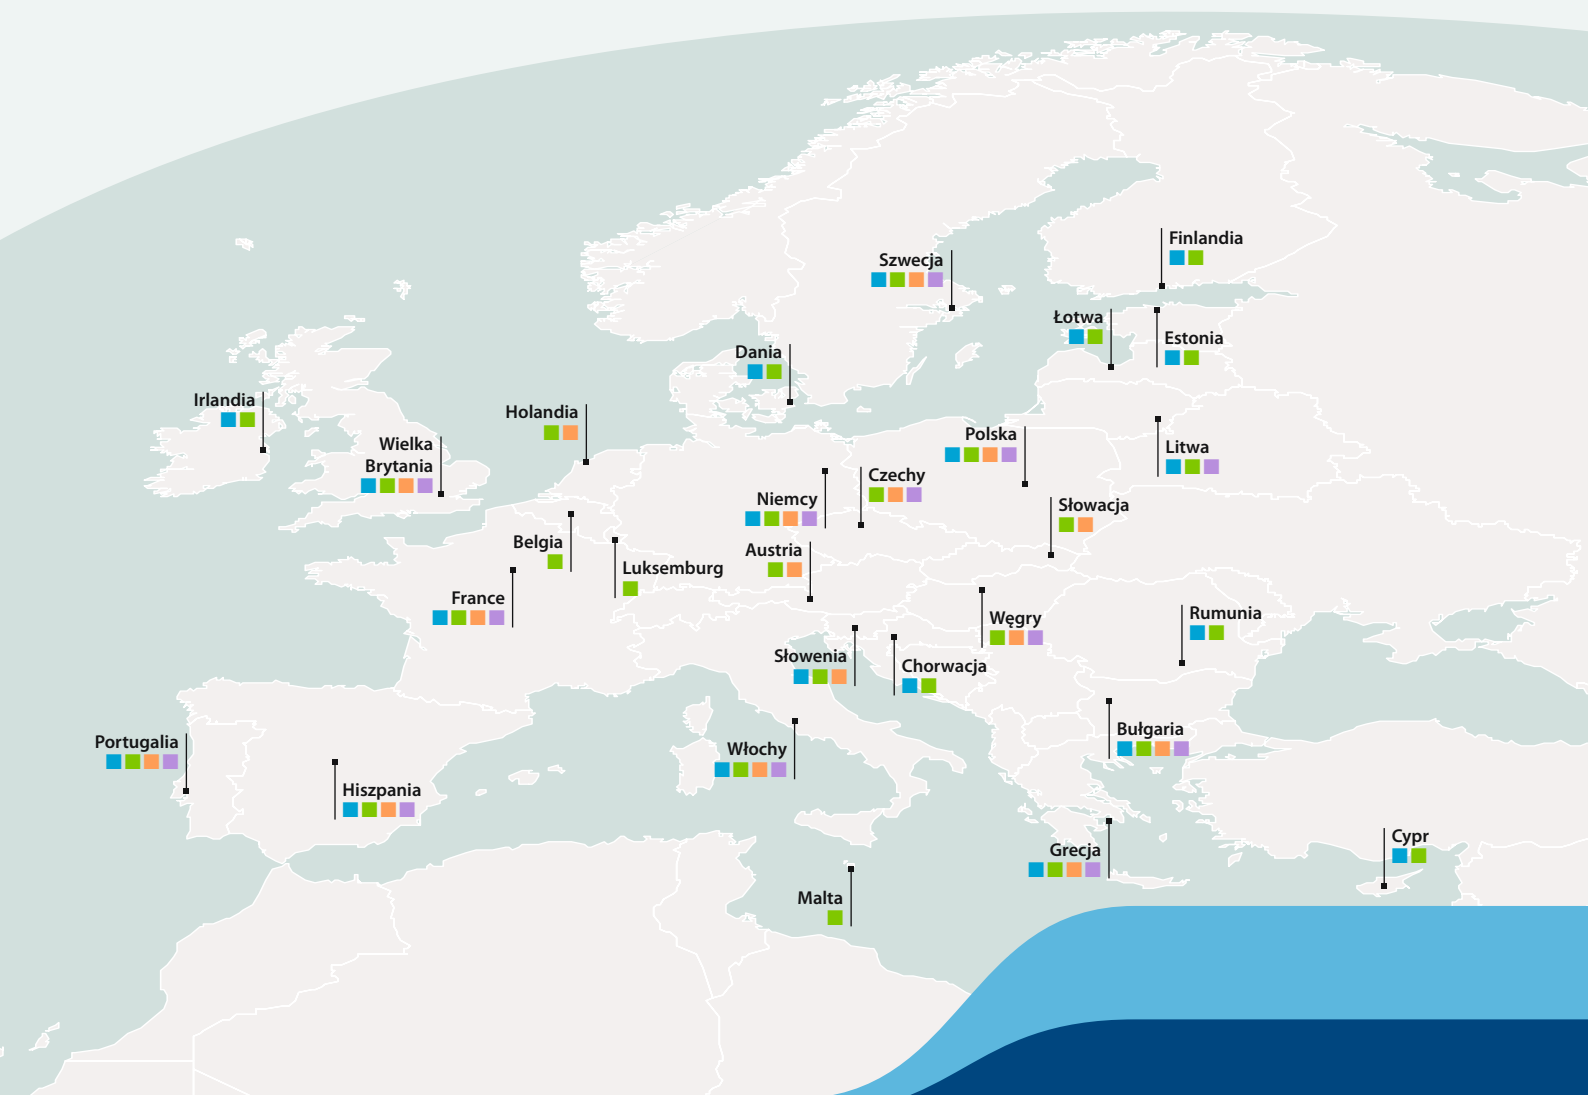 Finlandia
Szwecja
Łotwa
Estonia
Dania
Irlandia
Holandia
Wielka
Brytania
Polska
Litwa
Czechy
Niemcy
Słowacja
Belgia
Austria
Luksemburg
France
Węgry
Rumunia
Słowenia
Chorwacja
Bułgaria
Portugalia
Włochy
Hiszpania
Cypr
Grecja
Malta